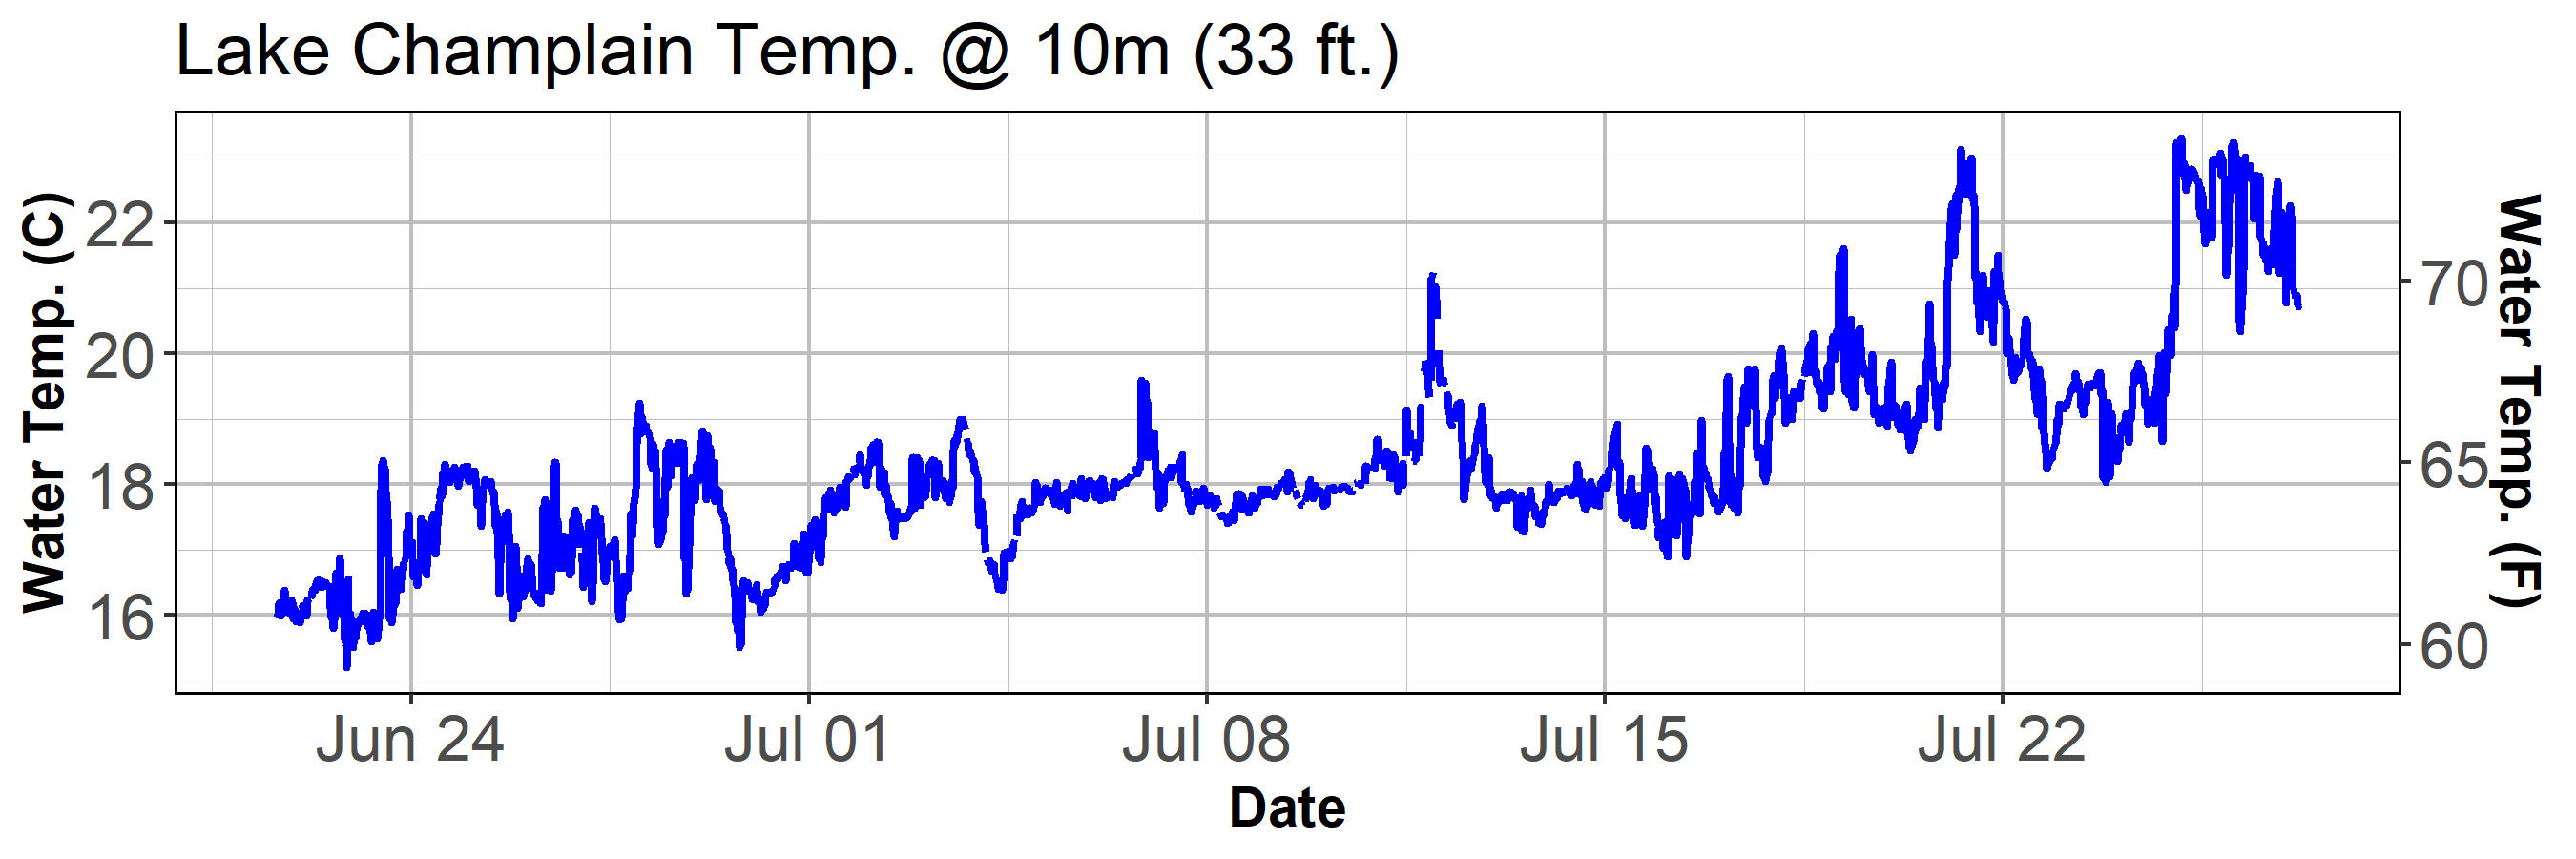 Lake Champlain Temp. @ 10m (33 ft.)
Water Temp. (C)
22
20
18
16
70
65
60
Water Temp. (F)
Jun 24
Jul 01
Jul 08
Jul 15
Jul 22
Date